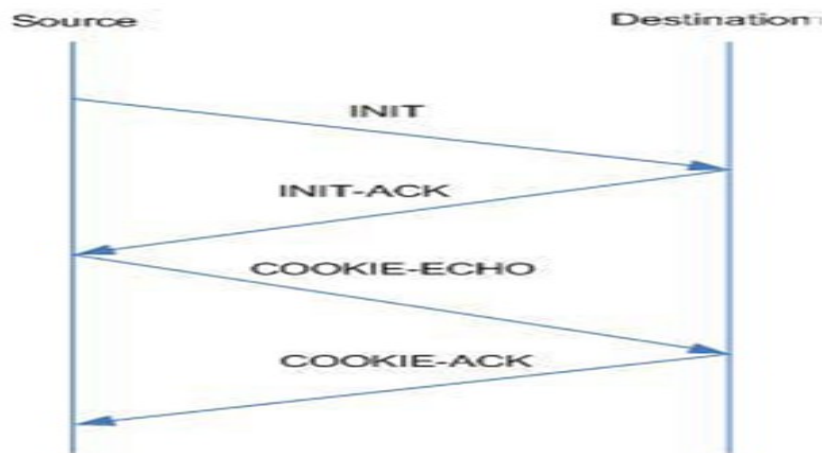 Source
Destination
INIT
INIT-ACK
COOKIE-ECHO
COOKIE-ACK